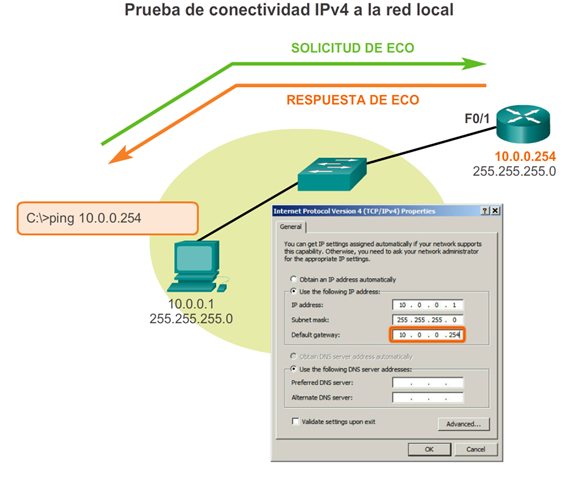 Prueba de conectividad IPv4 a la red local
SOLICITUD DE ECO
RESPUESTA DE ECO
F0/1
10.0.0.254
255.255.255.0
C:\>ping 10.0.0.254
10.0.0.1
255.255.255.0
Internet Protocol Version 4 (TCP/IPv4) Properties
General
You can get IP settings assigned automatically if your network supports
this capability. Otherwise, you need to ask your network administrator
for the appropriate IP settings.
Obtain an IP address automatically
Use the following IP address:
IP address: 10 . 0 . 0 . 1
Subnet mask: 255 . 255 . 255 . 0
Default gateway: 10 . 0 . 0 . 254
Obtain DNS server address automatically
Use the following DNS server addresses:
Preferred DNS server: . . .
Alternate DNS server: . . .
Validate settings upon exit
Advanced...
OK
Cancel